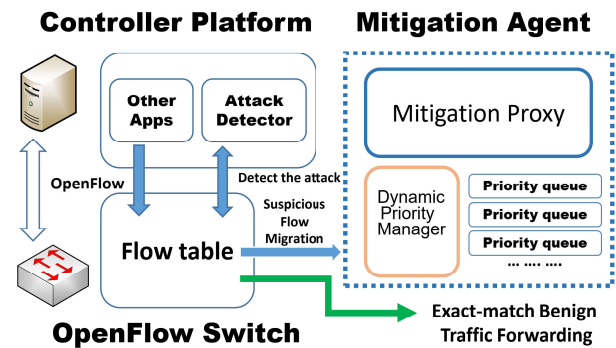 Controller Platform
Mitigation Agent
Other
Apps
Attack
Detector
Mitigation Proxy
OpenFlow
Detect the attack
Suspicious
Flow
Migration
Flow table
Dynamic
Priority
Manager
Priority queue
Priority queue
Priority queue
... .... ....
Exact-match Benign
Traffic Forwarding
OpenFlow Switch